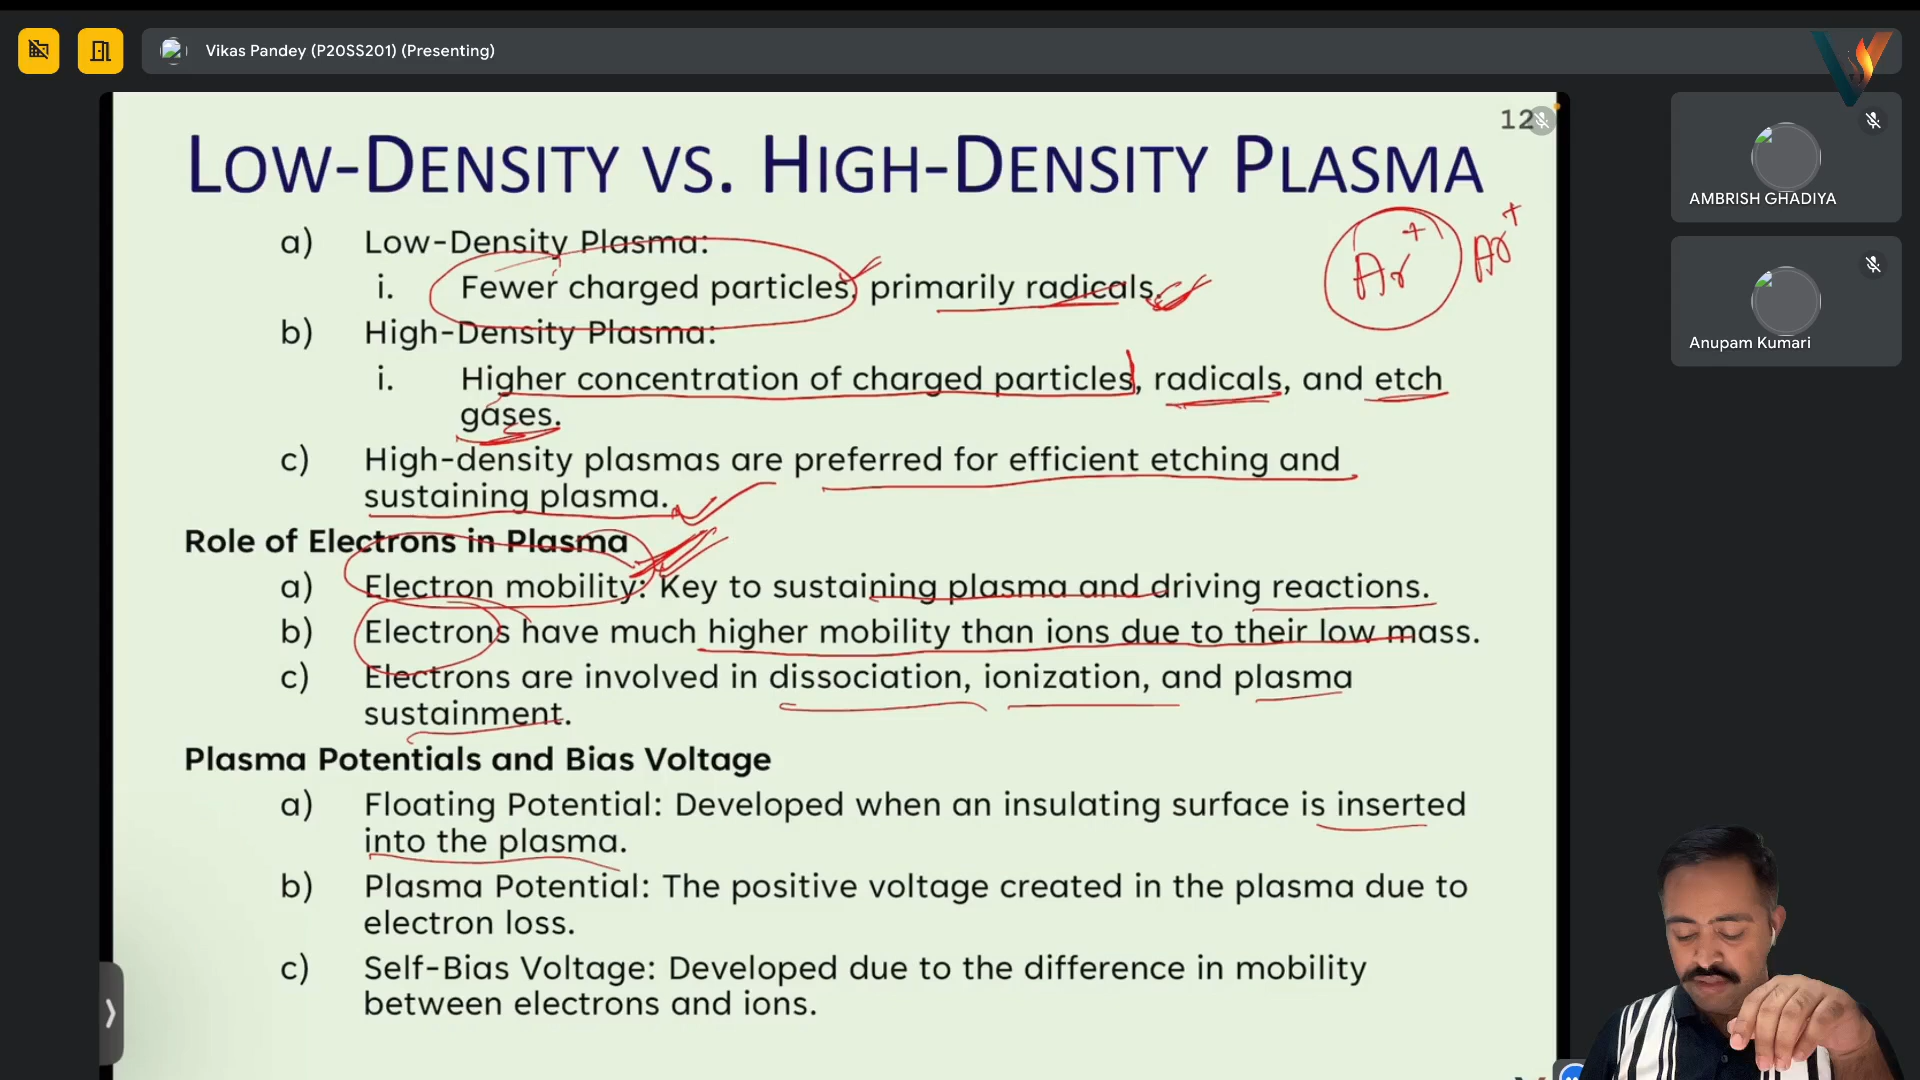 Vikas Pandey (P20SS201) (Presenting)
12
LOW-DENSITY VS. HIGH-DENSITY PLASMA
a) Low-Density Plasma:
i. Fewer charged particles, primarily radicals.
b) High-Density Plasma:
i. Higher concentration of charged particles, radicals, and etch
gases.
c) High-density plasmas are preferred for efficient etching and
sustaining plasma.
Role of Electrons in Plasma
a) Electron mobility: Key to sustaining plasma and driving reactions.
b) Electrons have much higher mobility than ions due to their low mass.
c) Electrons are involved in dissociation, ionization, and plasma
sustainment.
Plasma Potentials and Bias Voltage
a) Floating Potential: Developed when an insulating surface is inserted
into the plasma.
b) Plasma Potential: The positive voltage created in the plasma due to
electron loss.
c) Self-Bias Voltage: Developed due to the difference in mobility
between electrons and ions.
Ar+ Ar+
AMBRISH GHADIYA
Anupam Kumari